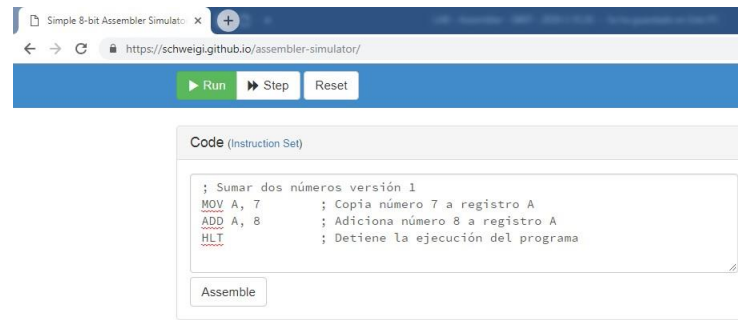 Simple 8-bit Assembler Simulato
https://schweigi.github.io/assembler-simulator/
Run Step Reset
Code (Instruction Set)
; Sumar dos números versión 1
MOV A, 7 ; Copia número 7 a registro A
ADD A, 8 ; Adiciona número 8 a registro A
HLT ; Detiene la ejecución del programa
Assemble